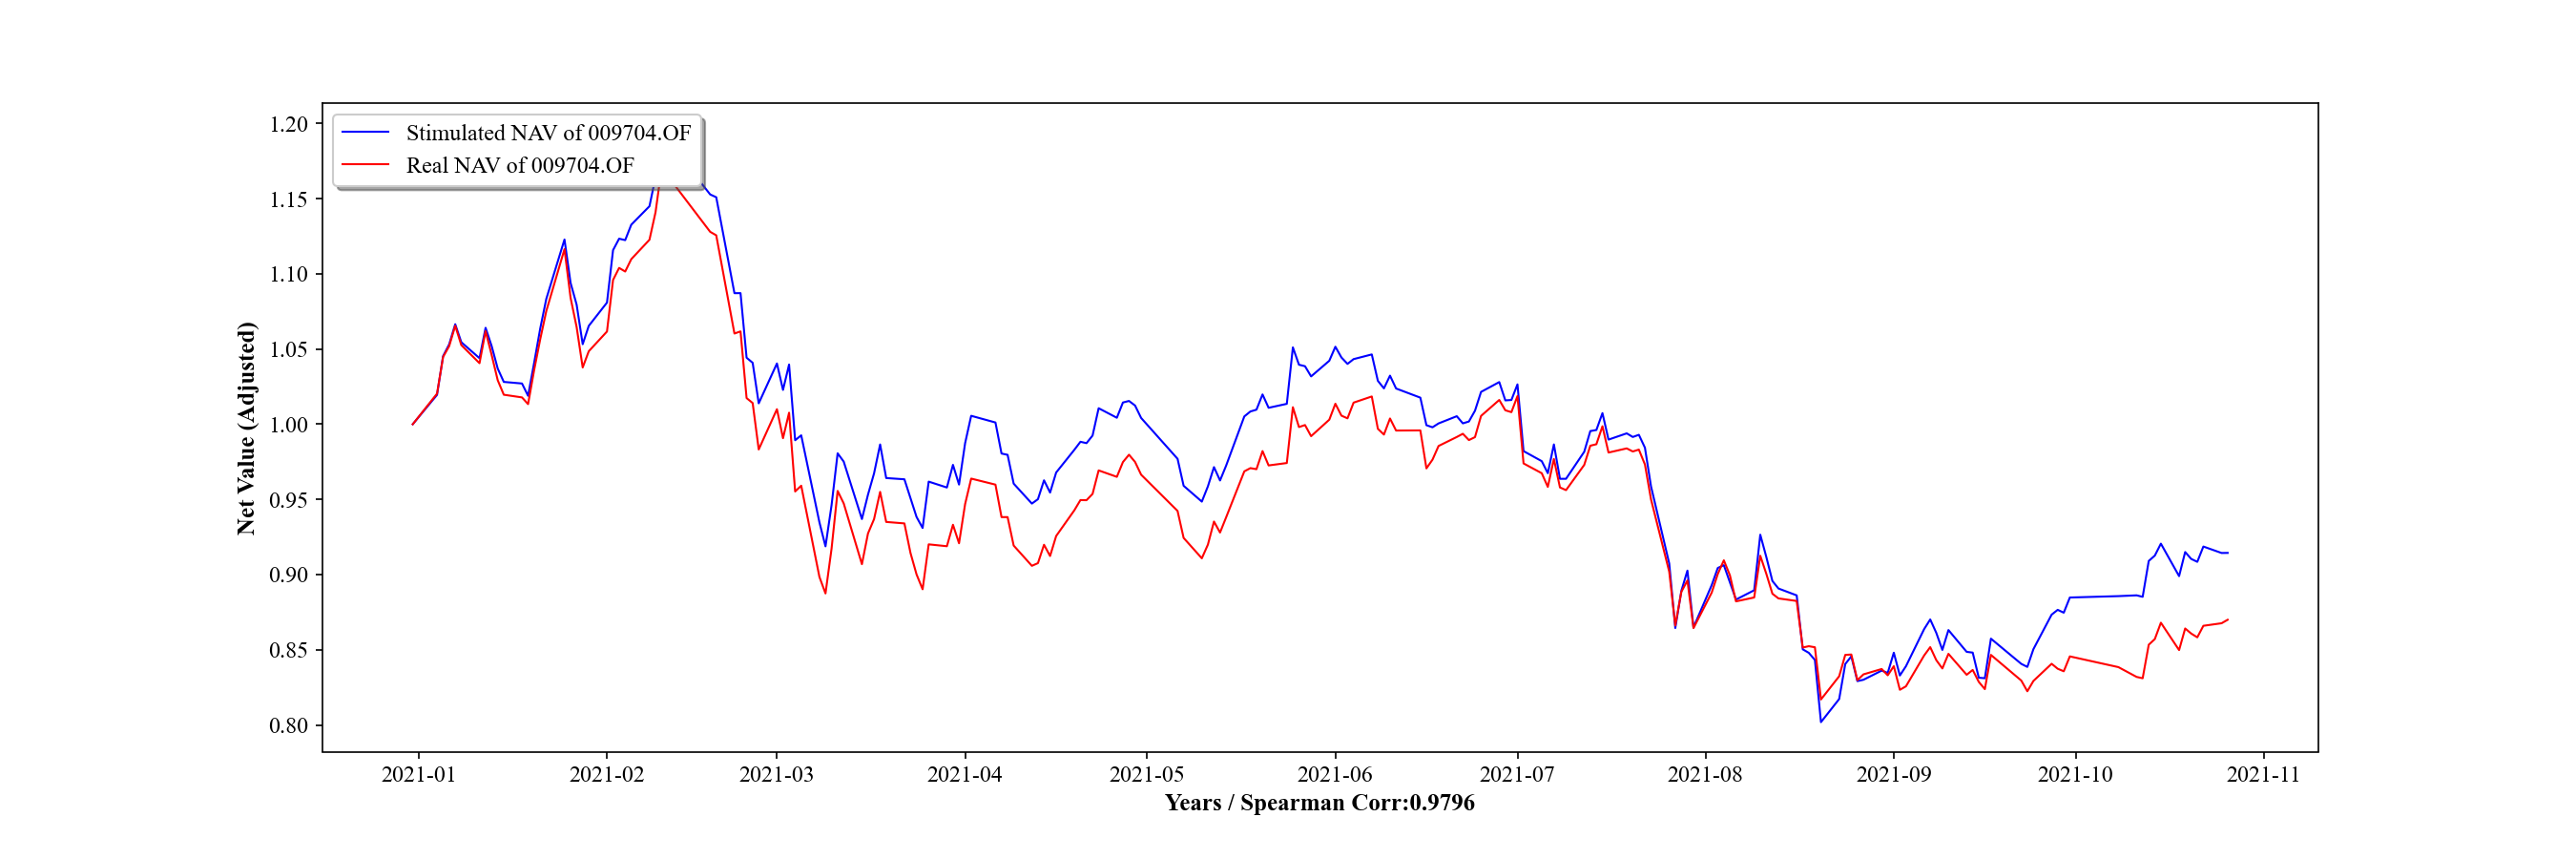 Stimulated NAV of 009704.OF
Real NAV of 009704.OF
1.20
1.15
1.10
1.05
1.00
0.95
0.90
0.85
0.80
Net Value (Adjusted)
2021-01 2021-02 2021-03 2021-04 2021-05 2021-06 2021-07 2021-08 2021-09 2021-10 2021-11
Years / Spearman Corr:0.9796